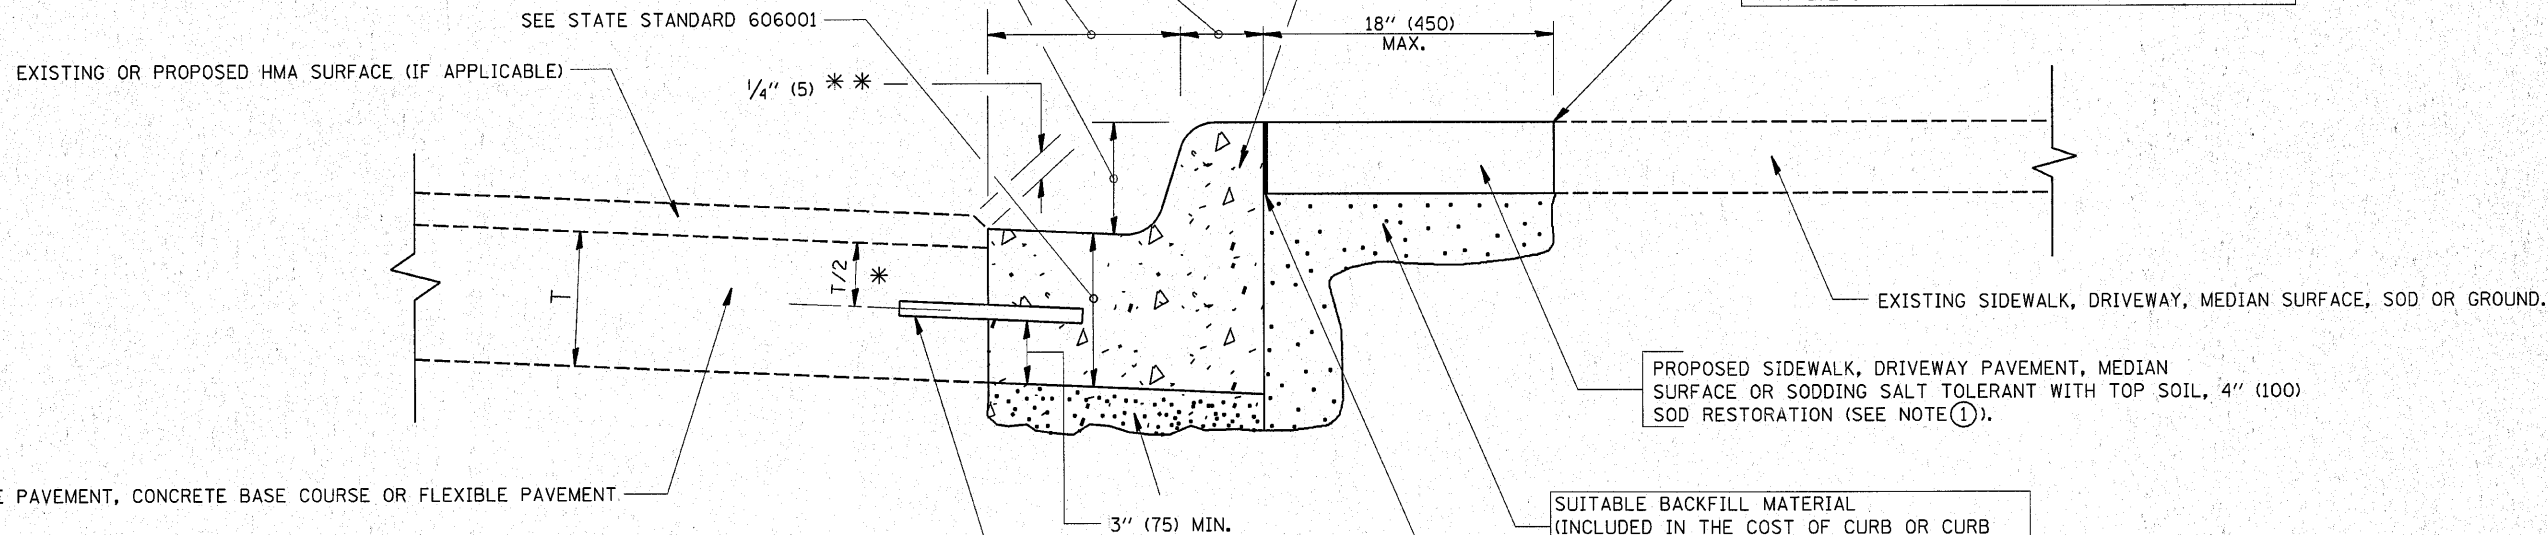 SEE STATE STANDARD 606001
18" (450)
MAX.
EXISTING OR PROPOSED HMA SURFACE (IF APPLICABLE)
1/4" (5) * *
T/2
*
T
EXISTING SIDEWALK, DRIVEWAY, MEDIAN SURFACE, SOD OR GROUND.
PROPOSED SIDEWALK, DRIVEWAY PAVEMENT, MEDIAN
SURFACE OR SODDING SALT TOLERANT WITH TOP SOIL, 4" (100)
SOD RESTORATION (SEE NOTE ①).
PAVEMENT, CONCRETE BASE COURSE OR FLEXIBLE PAVEMENT
3" (75) MIN.
SUITABLE BACKFILL MATERIAL
(INCLUDED IN THE COST OF CURB OR CURB